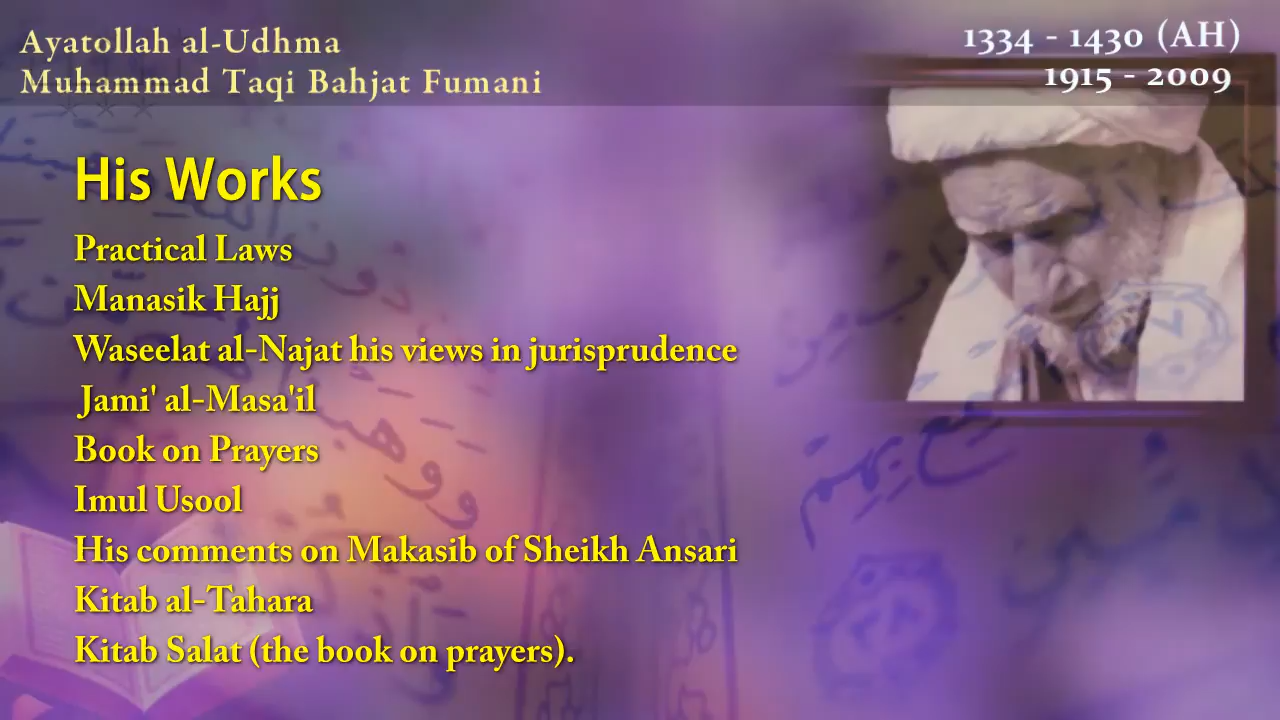 Ayatollah al-Udhma
Muhammad Taqi Bahjat Fumani
1334 - 1430 (AH)
1915 - 2009
His Works
Practical Laws
Manasik Hajj
Waseelat al-Najat his views in jurisprudence
Jami' al-Masa'il
Book on Prayers
Imul Usool
His comments on Makasib of Sheikh Ansari
Kitab al-Tahara
Kitab Salat (the book on prayers).